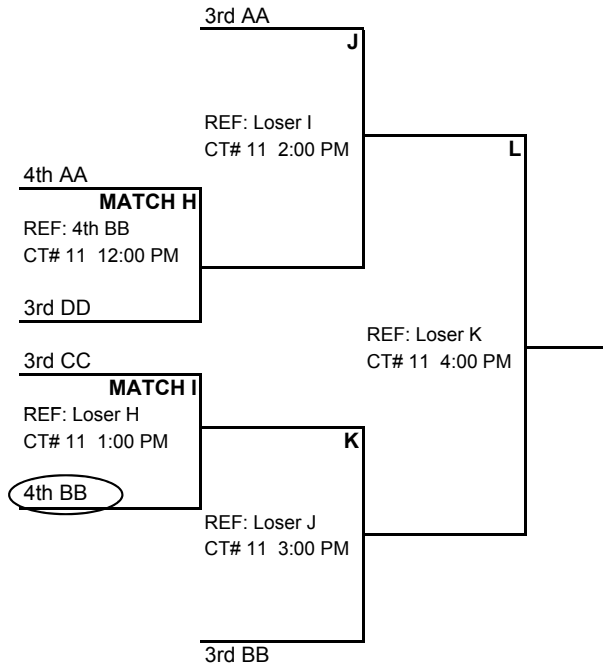 3rd AA
J
REF: Loser I
CT# 11 2:00 PM
L
4th AA
MATCH H
REF: 4th BB
CT# 11 12:00 PM
3rd DD
REF: Loser K
CT# 11 4:00 PM
3rd CC
MATCH I
REF: Loser H
CT# 11 1:00 PM
K
4th BB
REF: Loser J
CT# 11 3:00 PM
3rd BB